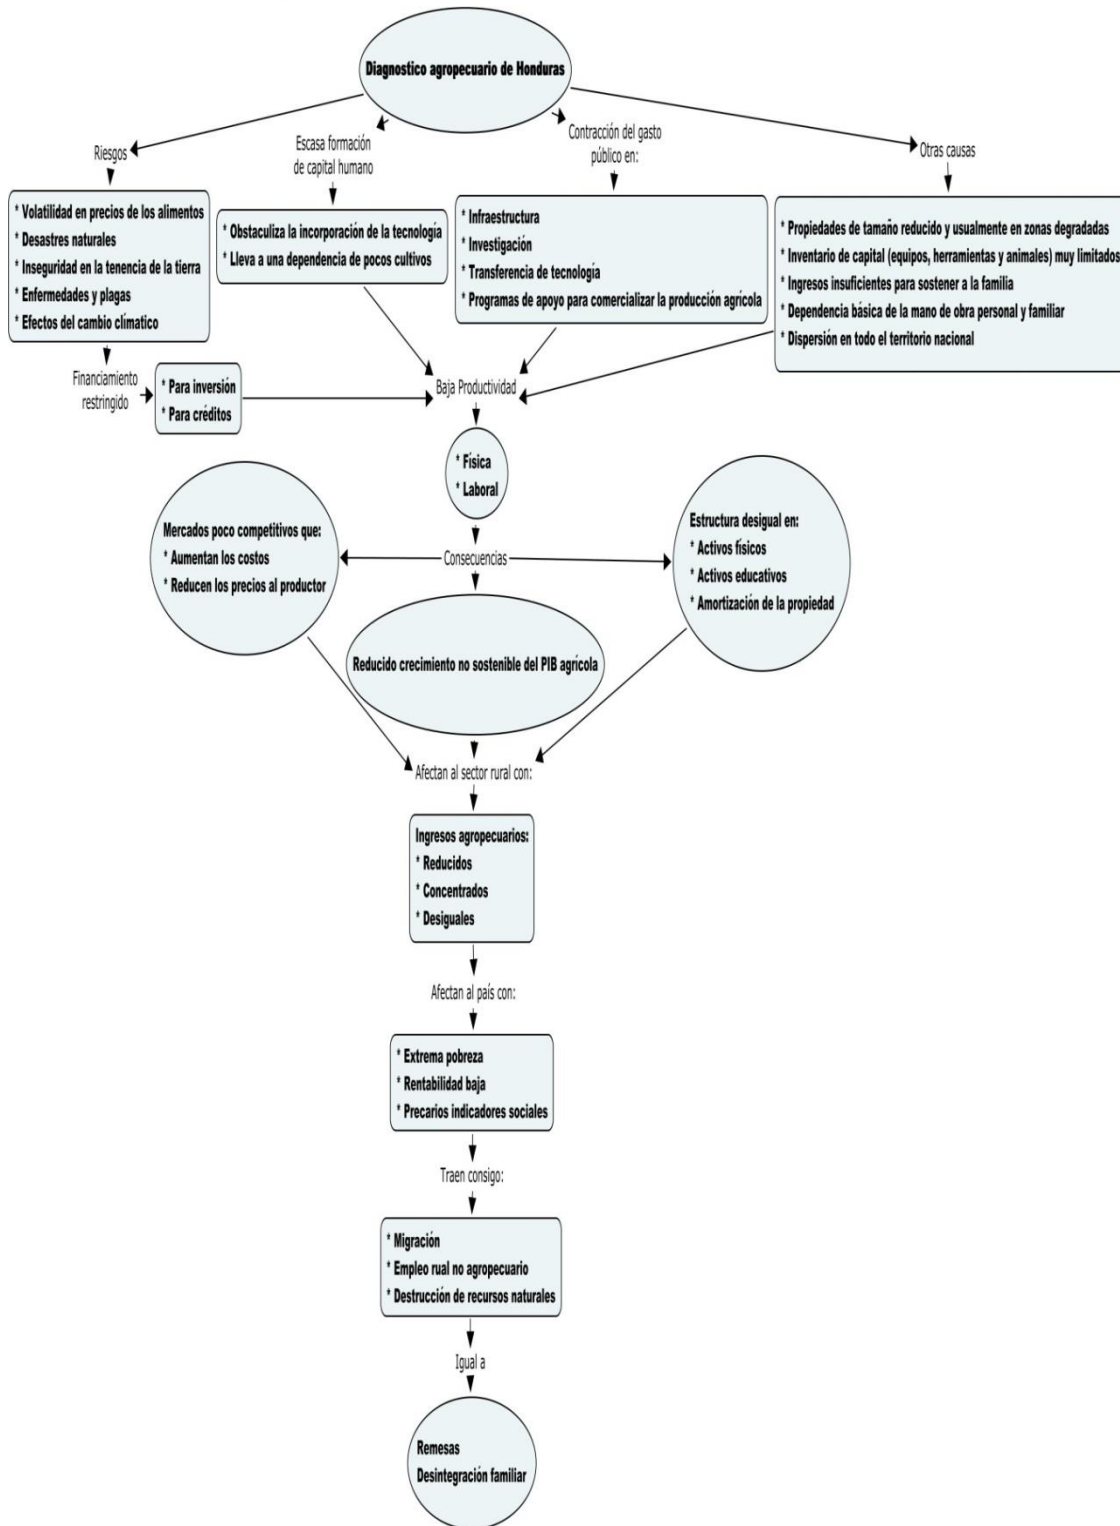 Diagnostico agropecuario de Honduras
Riesgos
Escasa formación
de capital humano
Contracción del gasto
público en:
Otras causas
* Volatilidad en precios de los alimentos
* Desastres naturales
* Inseguridad en la tenencia de la tierra
* Enfermedades y plagas
* Efectos del cambio clímatico
* Obstaculiza la incorporación de la tecnología
* Lleva a una dependencia de pocos cultivos
* Infraestructura
* Investigación
* Transferencia de tecnología
* Programas de apoyo para comercializar la producción agrícola
* Propiedades de tamaño reducido y usualmente en zonas degradadas
* Inventario de capital (equipos, herramientas y animales) muy limitados
* Ingresos insuficientes para sostener a la familia
* Dependencia básica de la mano de obra personal y familiar
* Dispersión en todo el territorio nacional
Financiamiento
restringido
* Para inversión
* Para créditos
Baja Productividad
* Física
* Laboral
Mercados poco competitivos que:
* Aumentan los costos
* Reducen los precios al productor
Consecuencias
Estructura desigual en:
* Activos físicos
* Activos educativos
* Amortización de la propiedad
Reducido crecimiento no sostenible del PIB agrícola
Afectan al sector rural con:
Ingresos agropecuarios:
* Reducidos
* Concentrados
* Desiguales
Afectan al país con:
* Extrema pobreza
* Rentabilidad baja
* Precarios indicadores sociales
Traen consigo:
* Migración
* Empleo rual no agropecuario
* Destrucción de recursos naturales
Igual a
Remesas
Desintegración familiar